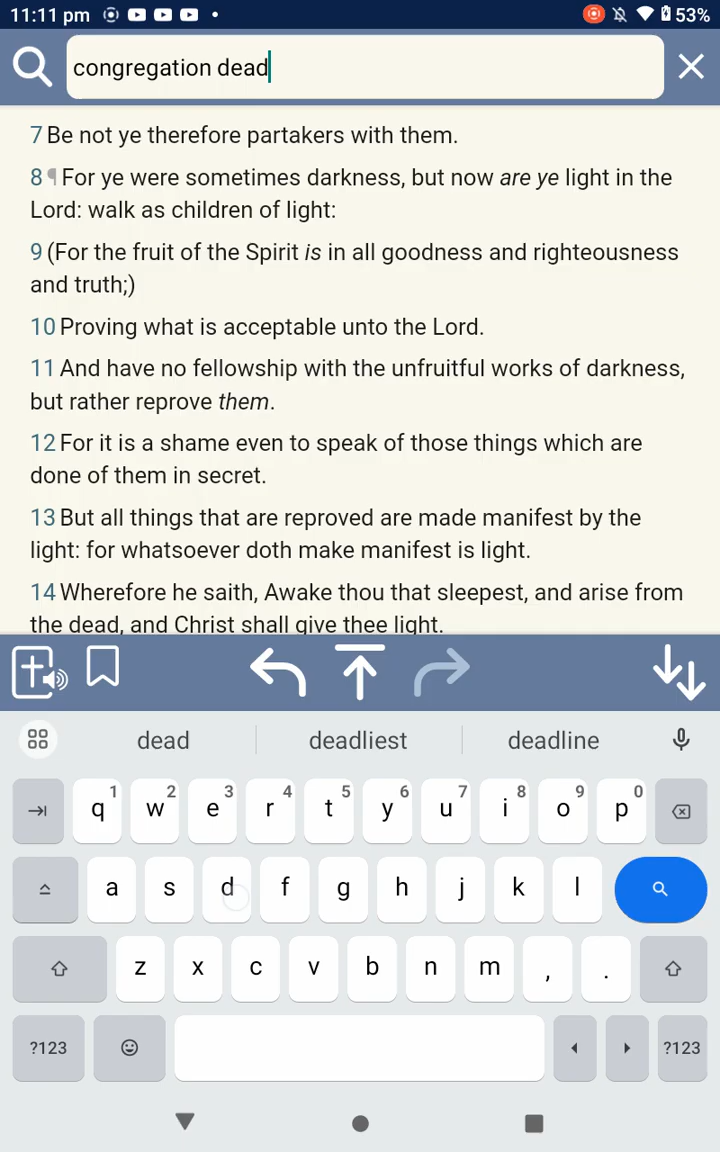 11:11 pm 53%
congregation dead
7 Be not ye therefore partakers with them.
8 ¶ For ye were sometimes darkness, but now are ye light in the
Lord: walk as children of light:
9 (For the fruit of the Spirit is in all goodness and righteousness
and truth;)
10 Proving what is acceptable unto the Lord.
11 And have no fellowship with the unfruitful works of darkness,
but rather reprove them.
12 For it is a shame even to speak of those things which are
done of them in secret.
13 But all things that are reproved are made manifest by the
light: for whatsoever doth make manifest is light.
14 Wherefore he saith, Awake thou that sleepest, and arise from
the dead, and Christ shall give thee light.
dead deadliest deadline
q 1 w 2 e 3 r 4 t 5 y 6 u 7 i 8 o 9 p 0
a s d f g h j k l
z x c v b n m , .
?123 ?123